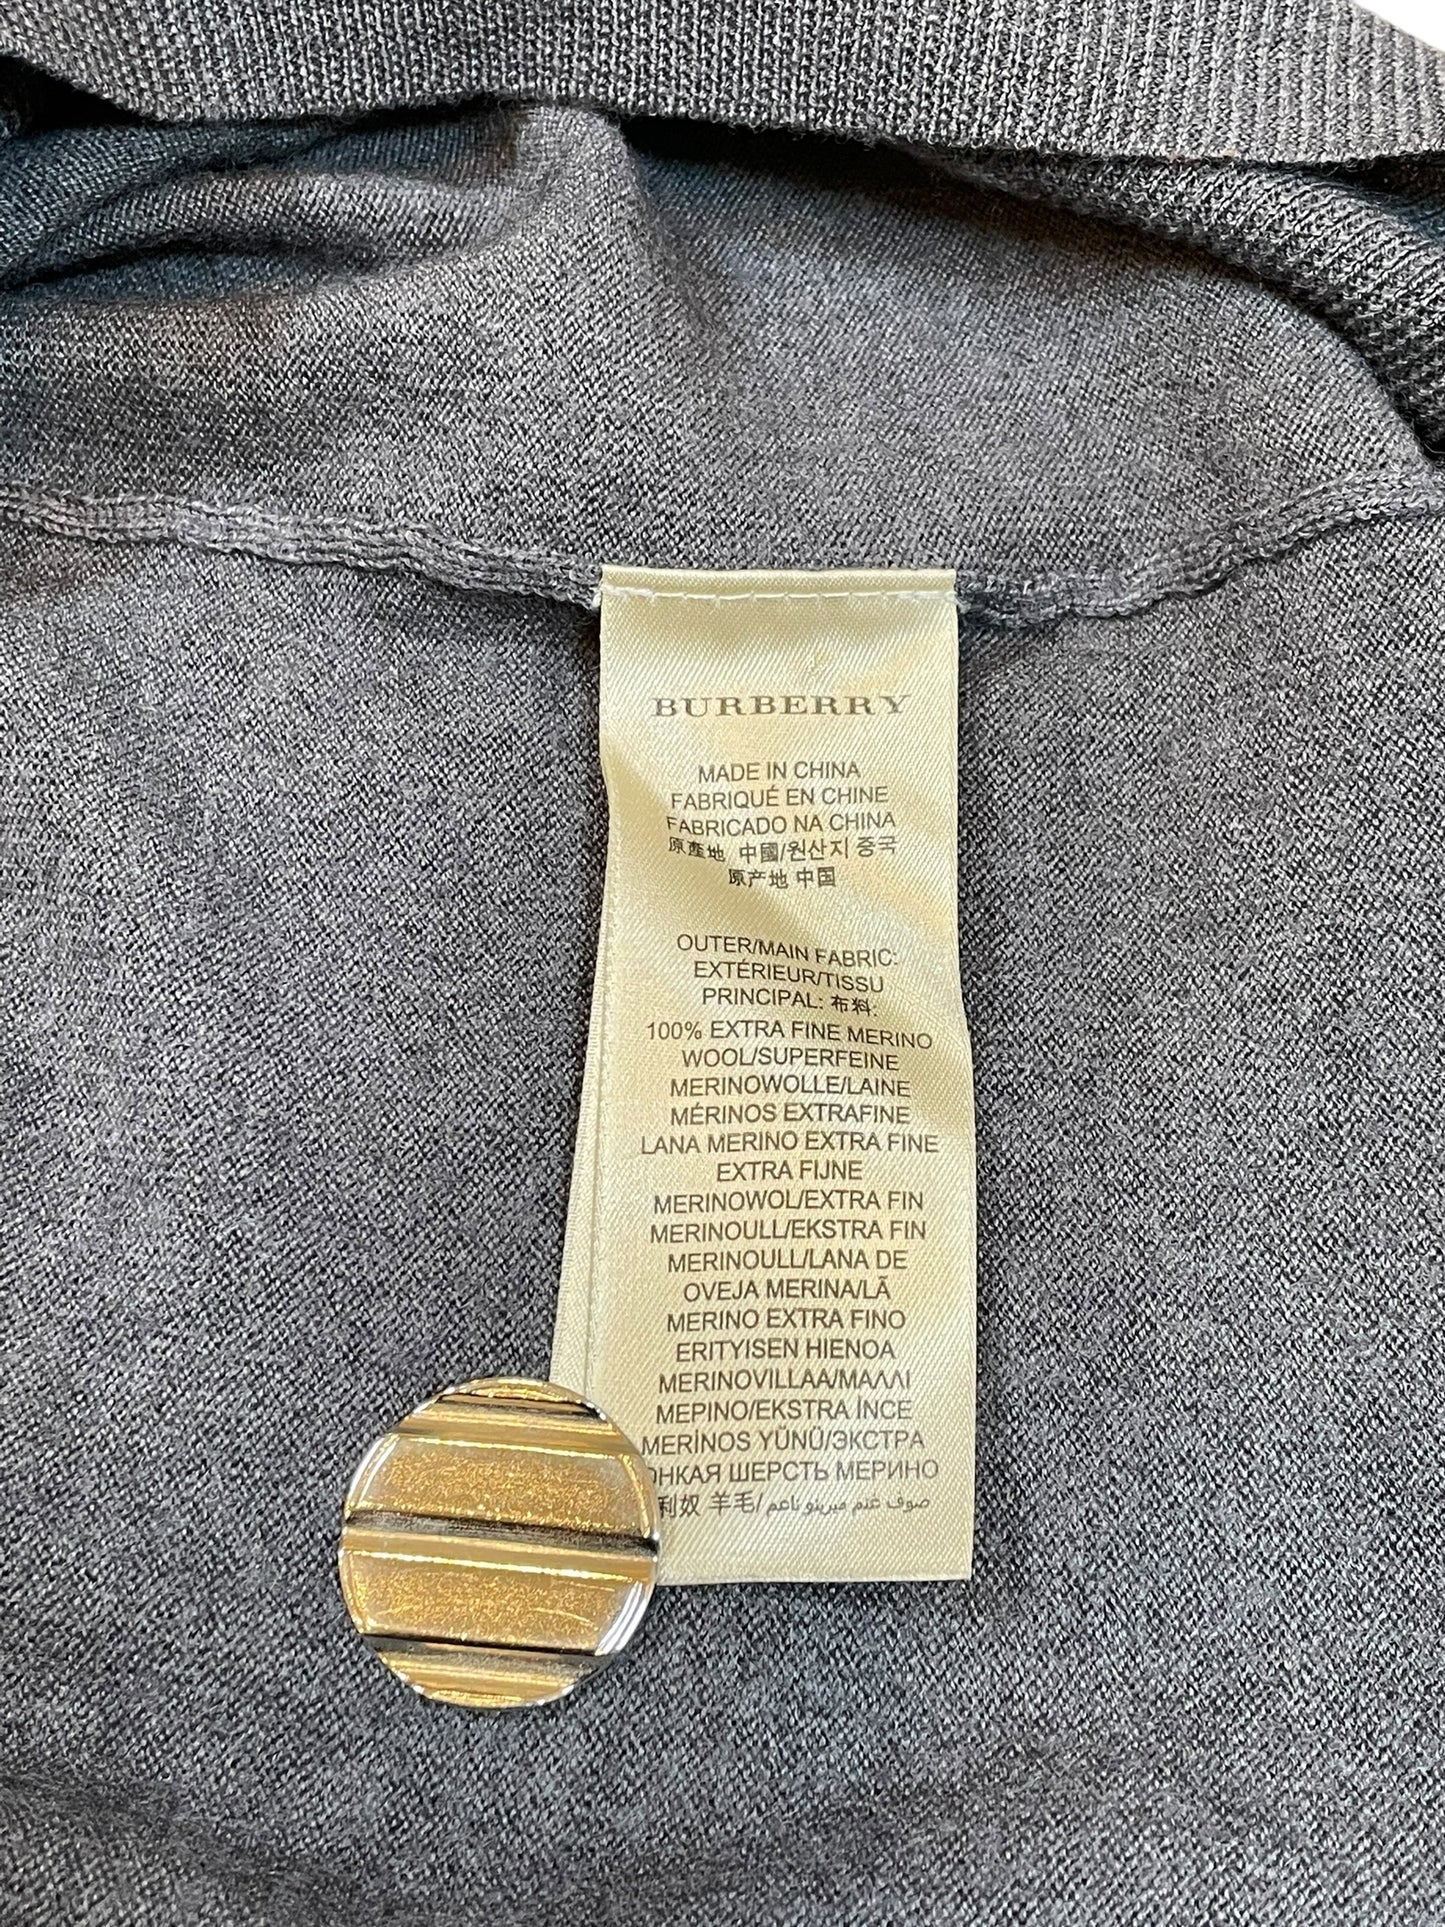 BURBERRY
MADE IN CHINA
FABRIQUÉ EN CHINE
FABRICADO NA CHINA
原產地 中國/원산지 중국
原产地 中国
OUTER/MAIN FABRIC:
EXTÉRIEUR/TISSU
PRINCIPAL: 布料:
100% EXTRA FINE MERINO
WOOL/SUPERFEINE
MERINOWOLLE/LAINE
MÉRINOS EXTRAFINE
LANA MERINO EXTRA FINE
EXTRA FIJNE
MERINOWOL/EXTRA FIN
MERINOULL/EKSTRA FIN
MERINOULL/LANA DE
OVEJA MERINA/LÃ
MERINO EXTRA FINO
ERITYISEN HIENOA
MERINOVILLAA/ΜΑΛΛΙ
ΜΕΡΙΝΟ/EKSTRA İNCE
MERİNOS YÜNÜ/ЭКСТРА
ОНКАЯ ШЕРСТЬ МЕРИНО
利奴 羊毛/صوف غنم مرينو ناعم